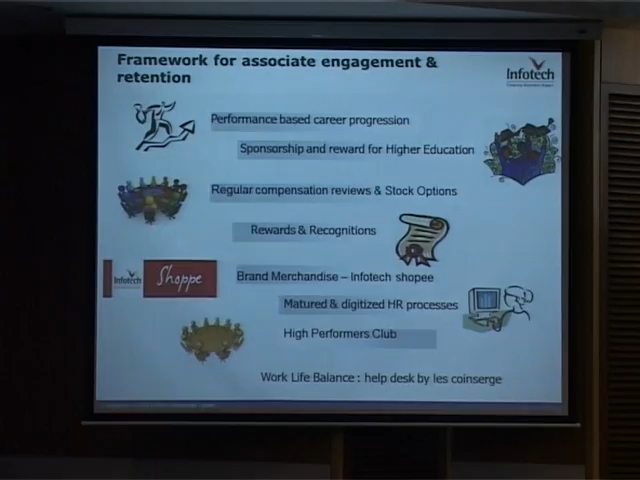 Framework for associate engagement &
retention
Infotech
Performance based career progression
Sponsorship and reward for Higher Education
Regular compensation reviews & Stock Options
Rewards & Recognitions
Infotech Shoppe
Brand Merchandise – Infotech shopee
Matured & digitized HR processes
High Performers Club
Work Life Balance : help desk by les coinserge